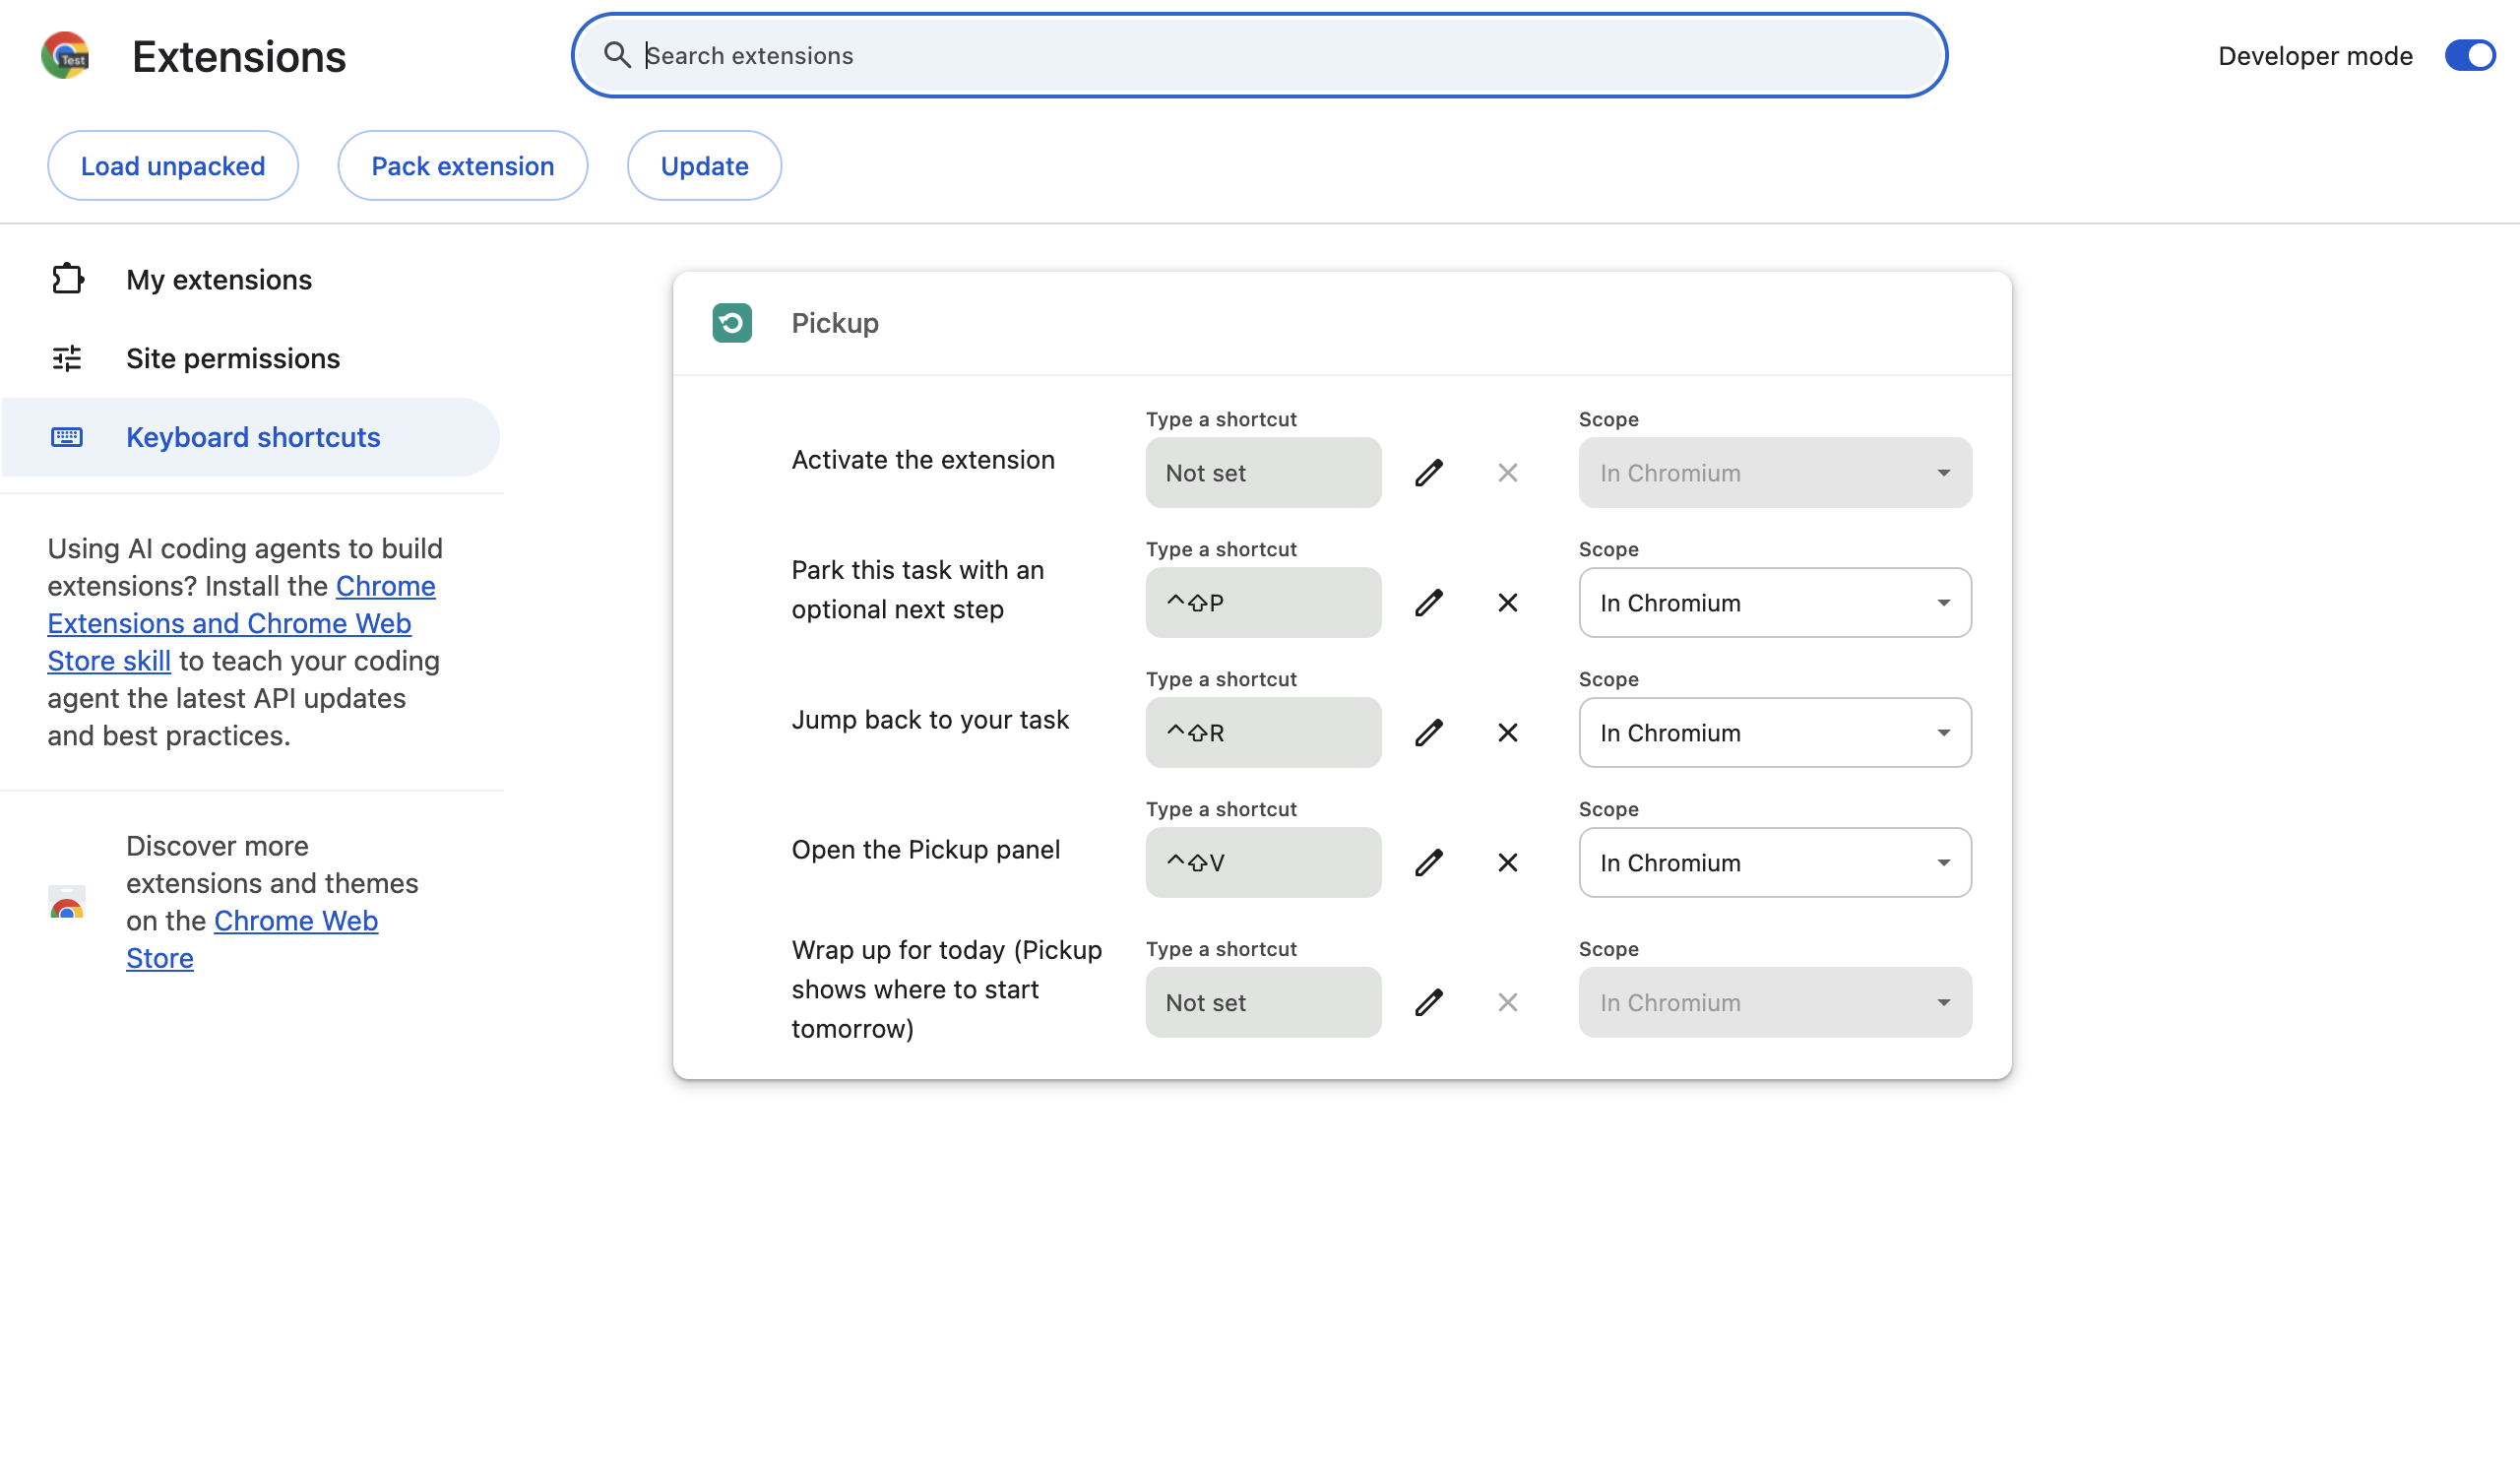 Test
Extensions
Search extensions
Developer mode
Load unpacked
Pack extension
Update
My extensions
Site permissions
Keyboard shortcuts
Using AI coding agents to build
extensions? Install the Chrome
Extensions and Chrome Web
Store skill to teach your coding
agent the latest API updates
and best practices.
Discover more
extensions and themes
on the Chrome Web
Store
Pickup
Activate the extension
Type a shortcut
Not set
Scope
In Chromium
Park this task with an
optional next step
Type a shortcut
^⇧P
Scope
In Chromium
Jump back to your task
Type a shortcut
^⇧R
Scope
In Chromium
Open the Pickup panel
Type a shortcut
^⇧V
Scope
In Chromium
Wrap up for today (Pickup
shows where to start
tomorrow)
Type a shortcut
Not set
Scope
In Chromium